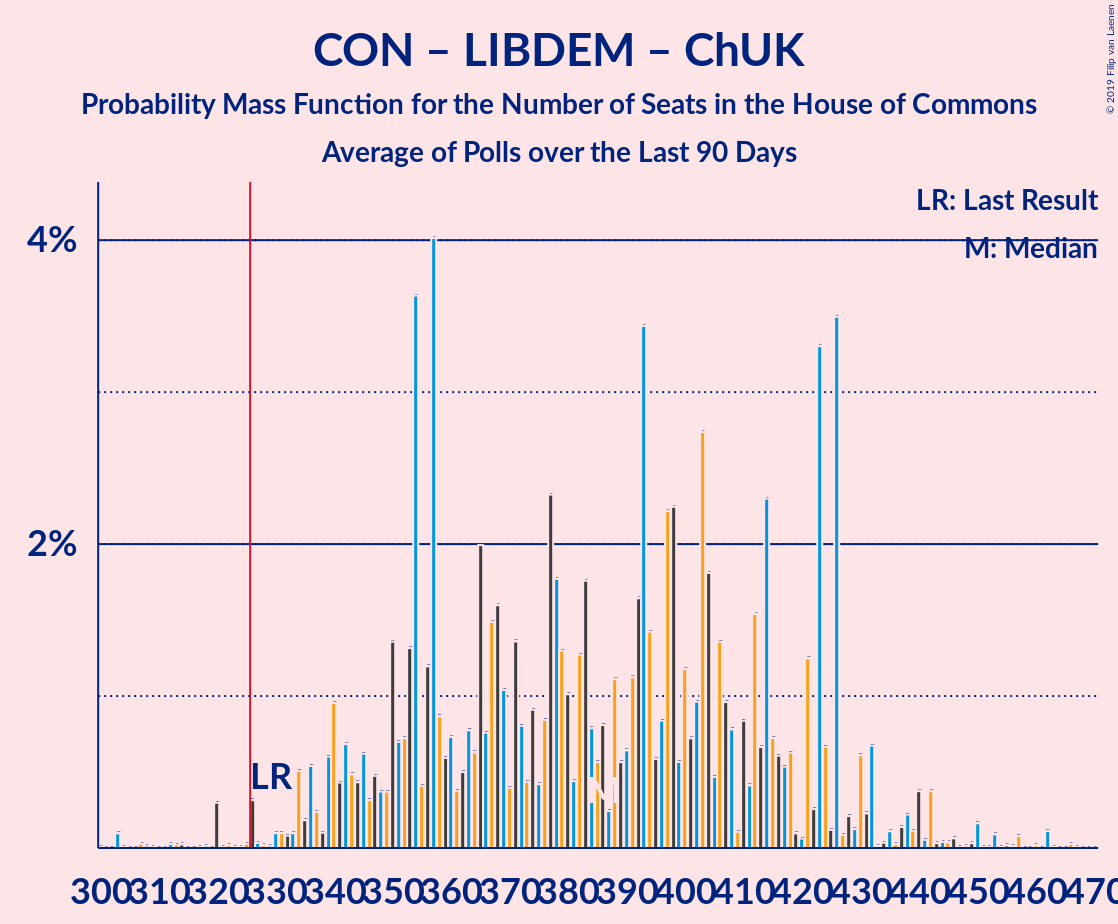 CON – LIBDEM – ChUK
Probability Mass Function for the Number of Seats in the House of Commons
Average of Polls over the Last 90 Days
© 2019 Filip van Laenen
LR: Last Result
M: Median
4%
2%
LR
M
300 310 320 330 340 350 360 370 380 390 400 410 420 430 440 450 460 470